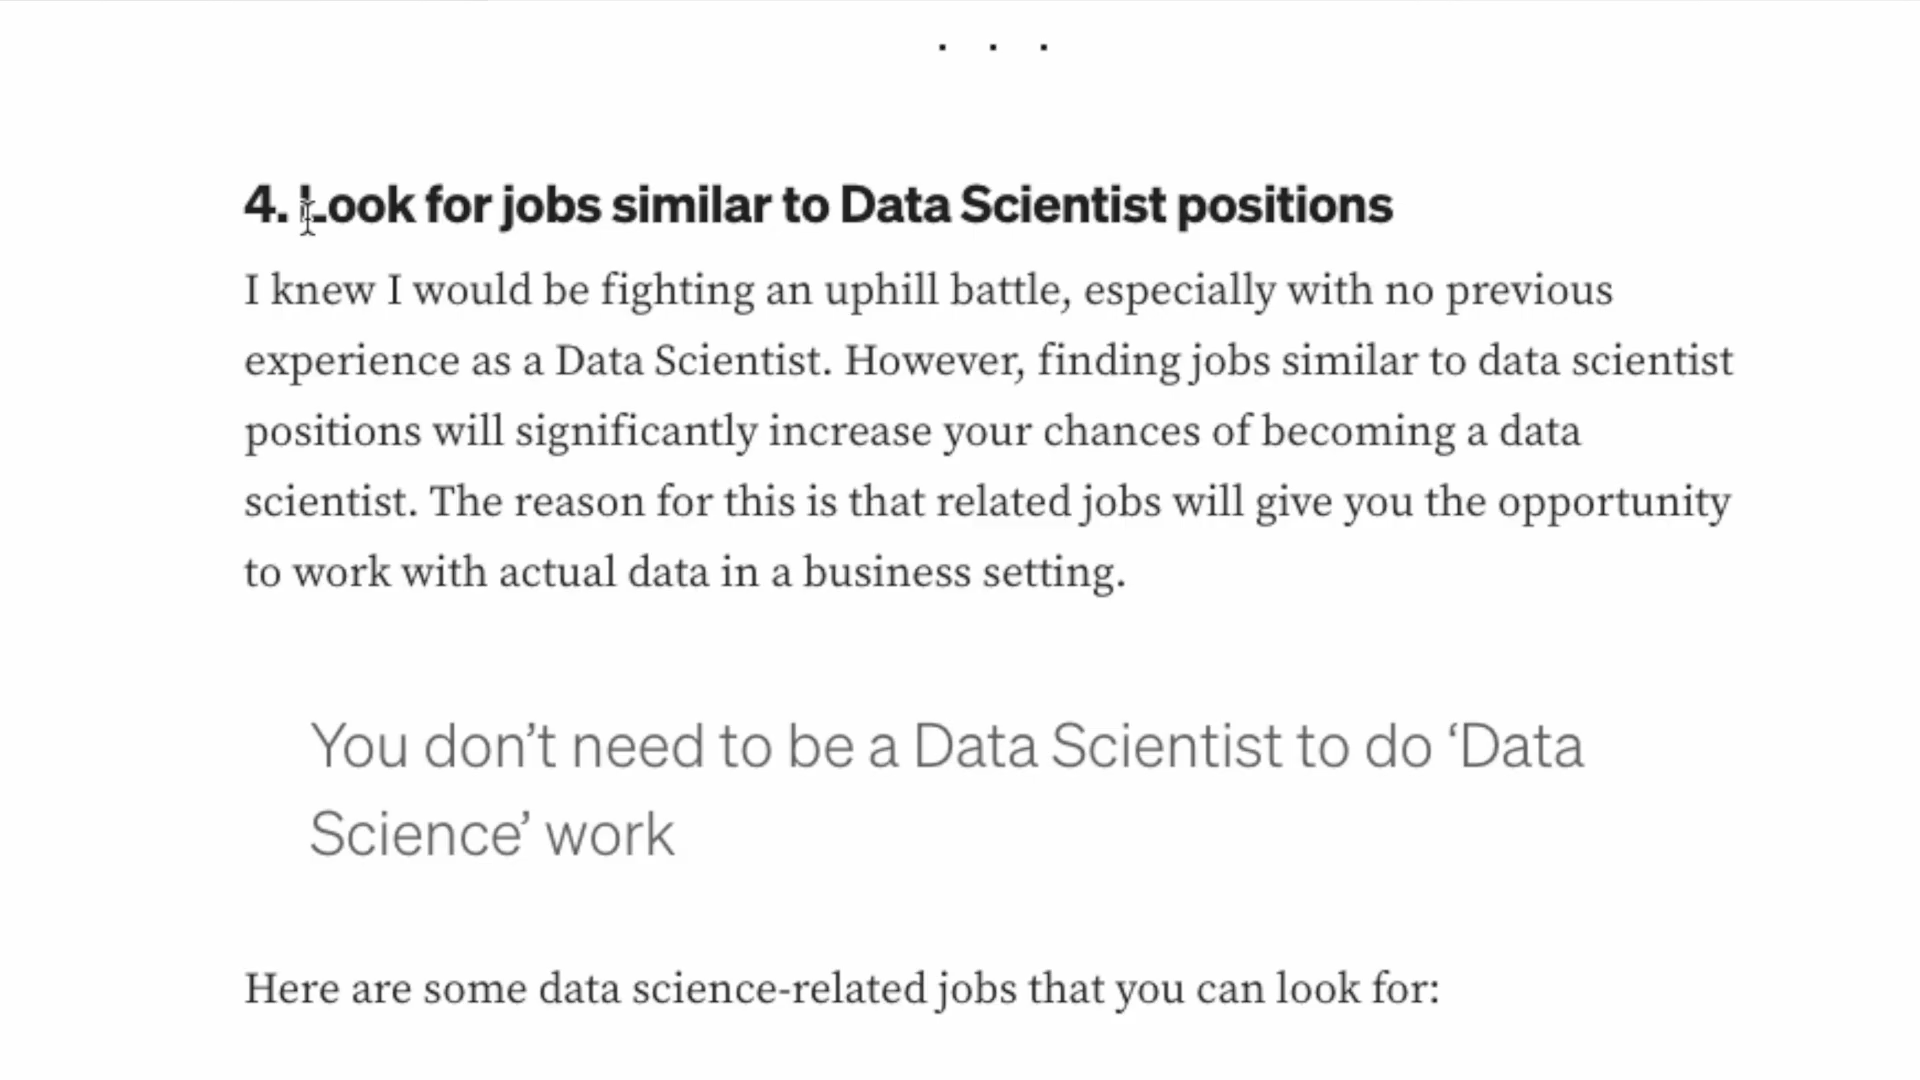 . . .
4. Look for jobs similar to Data Scientist positions
I knew I would be fighting an uphill battle, especially with no previous
experience as a Data Scientist. However, finding jobs similar to data scientist
positions will significantly increase your chances of becoming a data
scientist. The reason for this is that related jobs will give you the opportunity
to work with actual data in a business setting.
You don’t need to be a Data Scientist to do ‘Data
Science’ work
Here are some data science-related jobs that you can look for: